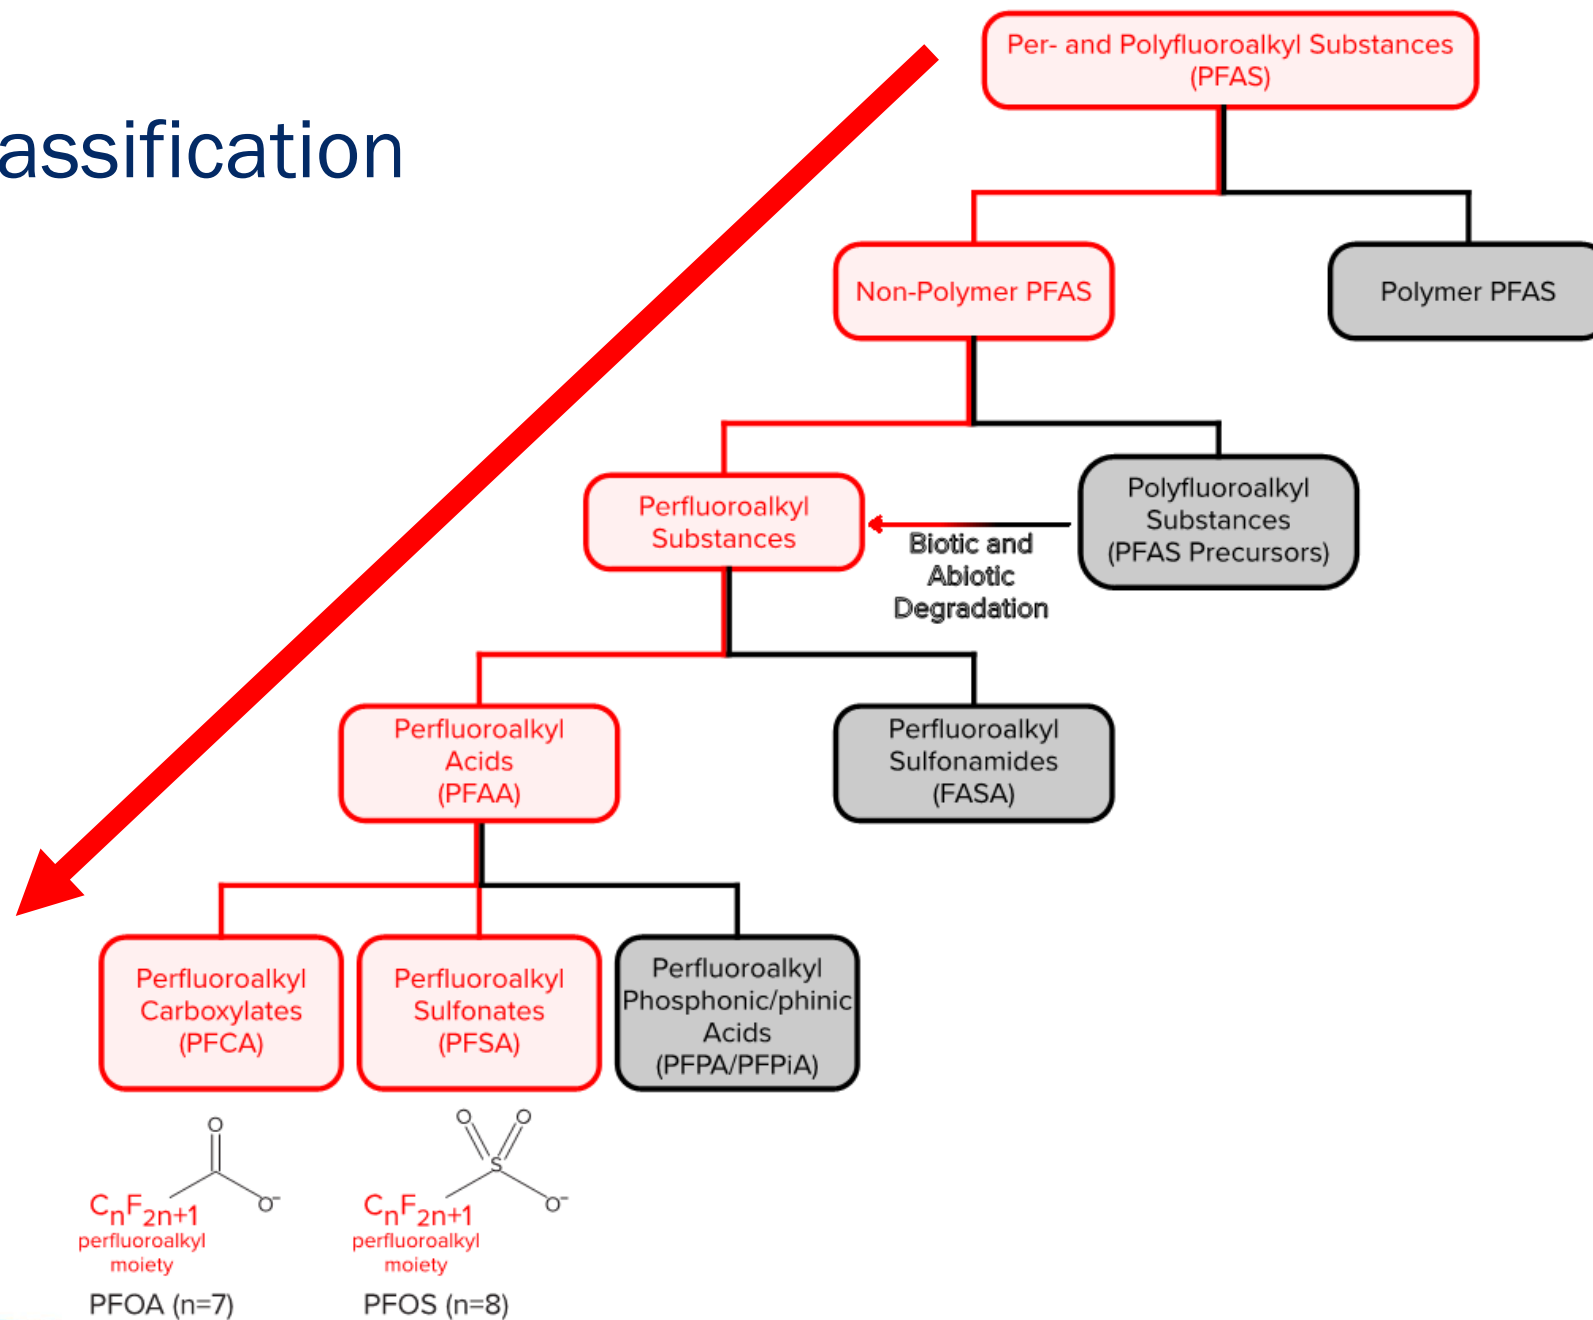 assification
Per- and Polyfluoroalkyl Substances
(PFAS)
Non-Polymer PFAS
Polymer PFAS
Perfluoroalkyl
Substances
Biotic and
Abiotic
Degradation
Polyfluoroalkyl
Substances
(PFAS Precursors)
Perfluoroalkyl
Acids
(PFAA)
Perfluoroalkyl
Sulfonamides
(FASA)
Perfluoroalkyl
Carboxylates
(PFCA)
Perfluoroalkyl
Sulfonates
(PFSA)
Perfluoroalkyl
Phosphonic/phinic
Acids
(PFPA/PFPiA)
O
O⁻
CₙF₂ₙ₊₁
perfluoroalkyl
moiety
PFOA (n=7)
O O
S
O⁻
CₙF₂ₙ₊₁
perfluoroalkyl
moiety
PFOS (n=8)